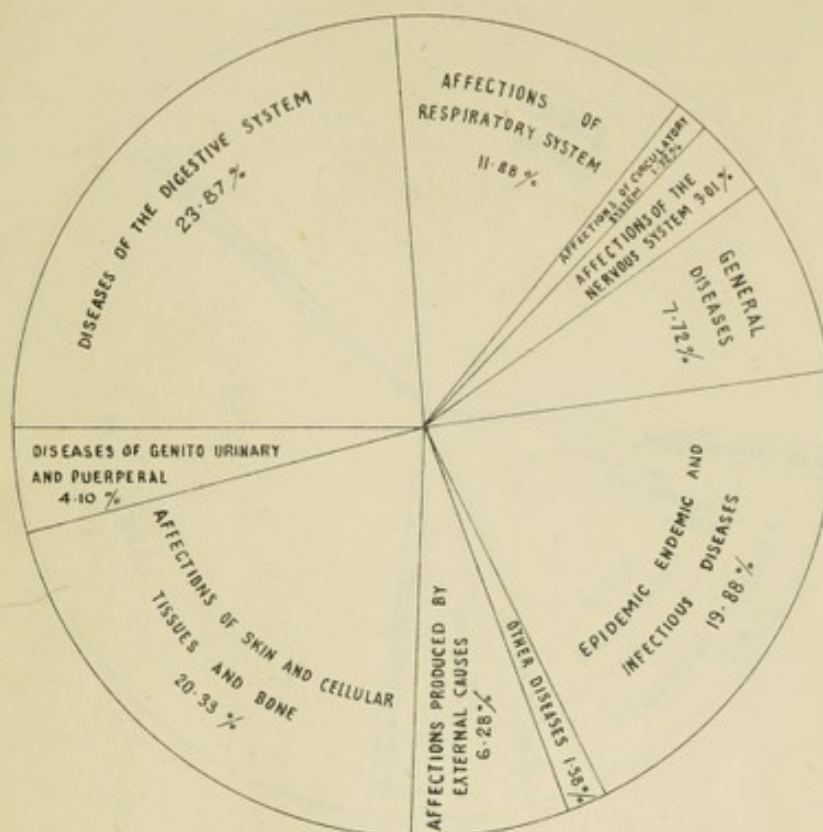 AFFECTIONS OF
RESPIRATORY SYSTEM
11·88 %
AFFECTIONS OF CIRCULATORY
SYSTEM
AFFECTIONS OF THE
NERVOUS SYSTEM 3·01 %
GENERAL
DISEASES
7·72 %
EPIDEMIC ENDEMIC AND
INFECTIOUS DISEASES
19·88 %
OTHER DISEASES 1·58 %
AFFECTIONS PRODUCED BY
EXTERNAL CAUSES
6·28 %
AFFECTIONS OF SKIN AND CELLULAR
TISSUES AND BONE
20·33 %
DISEASES OF GENITO URINARY
AND PUERPERAL
4·10 %
DISEASES OF THE DIGESTIVE SYSTEM
23·87 %